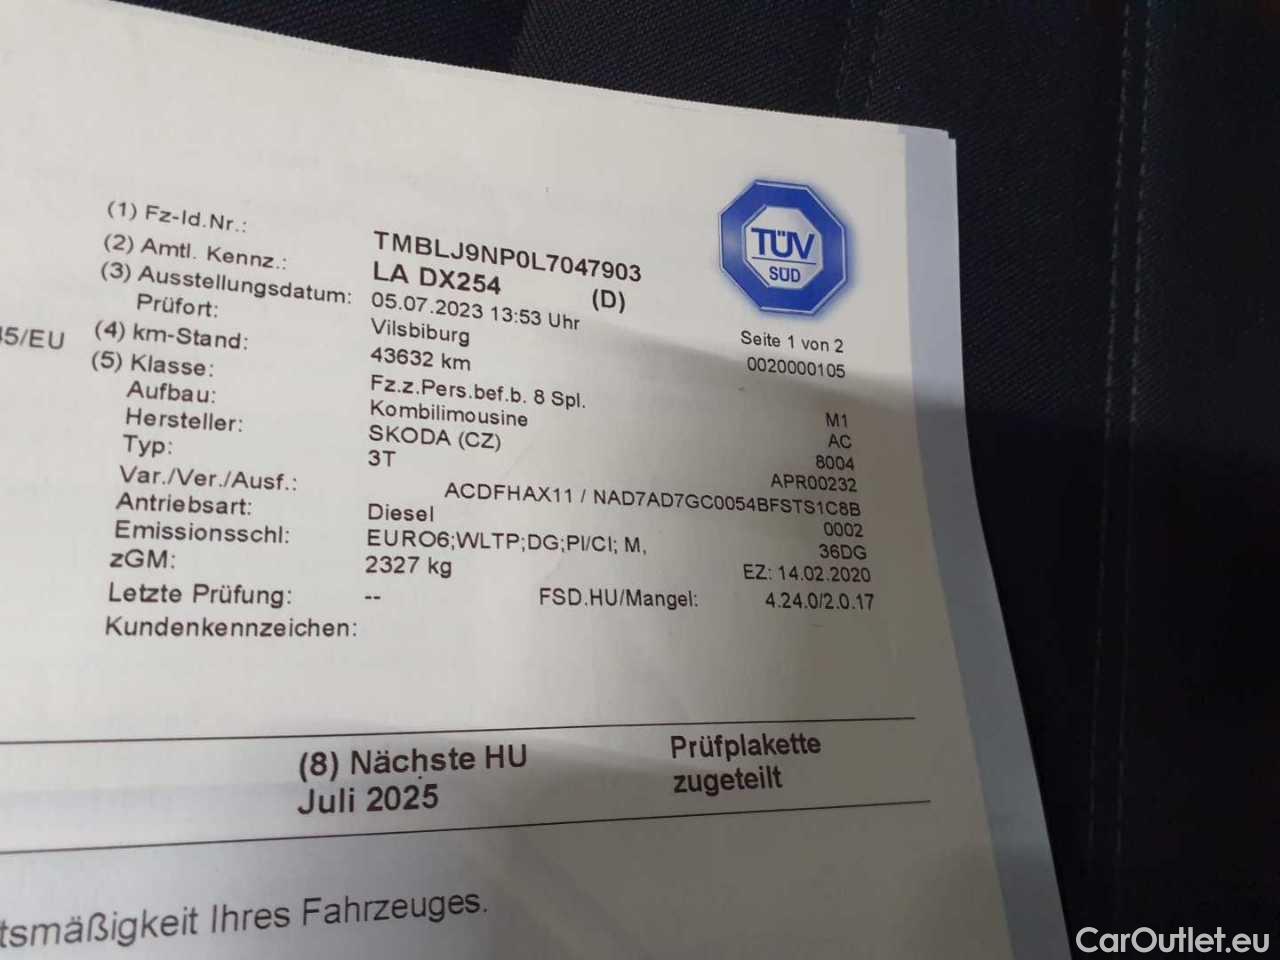 (1) Fz-Id.Nr.: TMBLJ9NP0L7047903
(2) Amtl. Kennz.: LA DX254 (D)
(3) Ausstellungsdatum: 05.07.2023 13:53 Uhr
Prüfort: Vilsbiburg
(4) km-Stand: 43632 km
(5) Klasse: Fz.z.Pers.bef.b. 8 Spl. M1
Aufbau: Kombilimousine AC
Hersteller: SKODA (CZ) 8004
Typ: 3T APR00232
Var./Ver./Ausf.: ACDFHAX11 / NAD7AD7GC0054BFSTS1C8B
Antriebsart: Diesel 0002
Emissionsschl: EURO6;WLTP;DG;PI/CI; M, 36DG
zGM: 2327 kg EZ: 14.02.2020
Letzte Prüfung: -- FSD.HU/Mangel: 4.24.0/2.0.17
Kundenkennzeichen:
TÜV
SÜD
Seite 1 von 2
0020000105
5/EU
(8) Nächste HU
Juli 2025
Prüfplakette
zugeteilt
tsmäßigkeit Ihres Fahrzeuges.
CarOutlet.eu